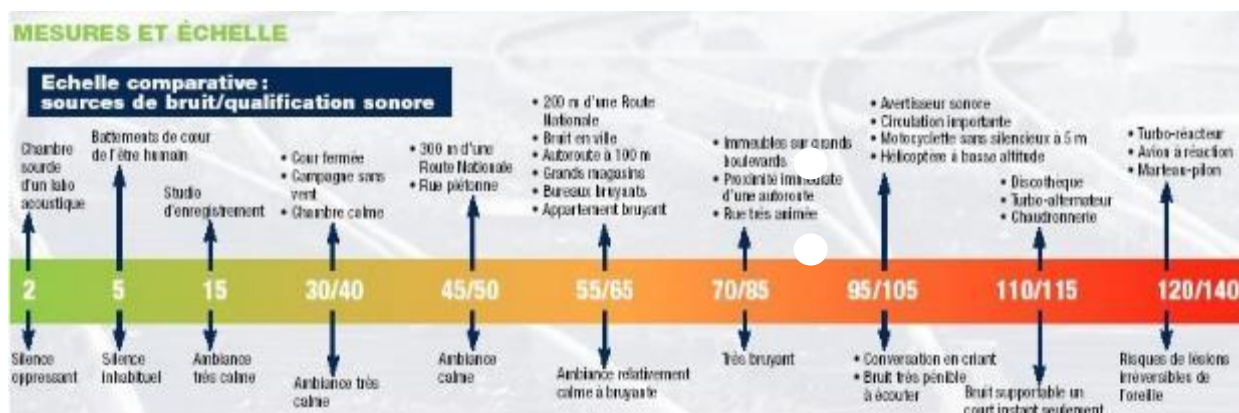 MESURES ET ÉCHELLE
Echelle comparative :
sources de bruit/qualification sonore
Chambre
sourde
d'un labo
acoustique
Battements de cœur
de l'être humain
Studio
d'enregistrement
• Cour fermée
• Campagne sans
vent
• Chambre calme
• 300 m d'une
Route Nationale
• Rue piétonne
• 200 m d'une Route
Nationale
• Bruit en ville
• Autoroute à 100 m
• Grands magasins
• Bureaux bruyants
• Appartement bruyant
• Immeubles sur grands
boulevards
• Proximité immédiate
d'une autoroute
• Rue très animée
• Avertisseur sonore
• Circulation importante
• Motocyclette sans silencieux à 5 m
• Hélicoptère à basse altitude
• Discothèque
• Turbo-alternateur
• Chaudronnerie
• Turbo-réacteur
• Avion à réaction
• Marteau-pilon
2
5
15
30/40
45/50
55/65
70/85
95/105
110/115
120/140
Silence
oppressant
Silence
inhabituel
Ambiance
très calme
Ambiance très
calme
Ambiance
calme
Ambiance relativement
calme à bruyante
Très bruyant
• Conversation en criant
• Bruit très pénible
à écouter
Bruit supportable un
court instant seulement
Risques de lésions
irréversibles de
l'oreille